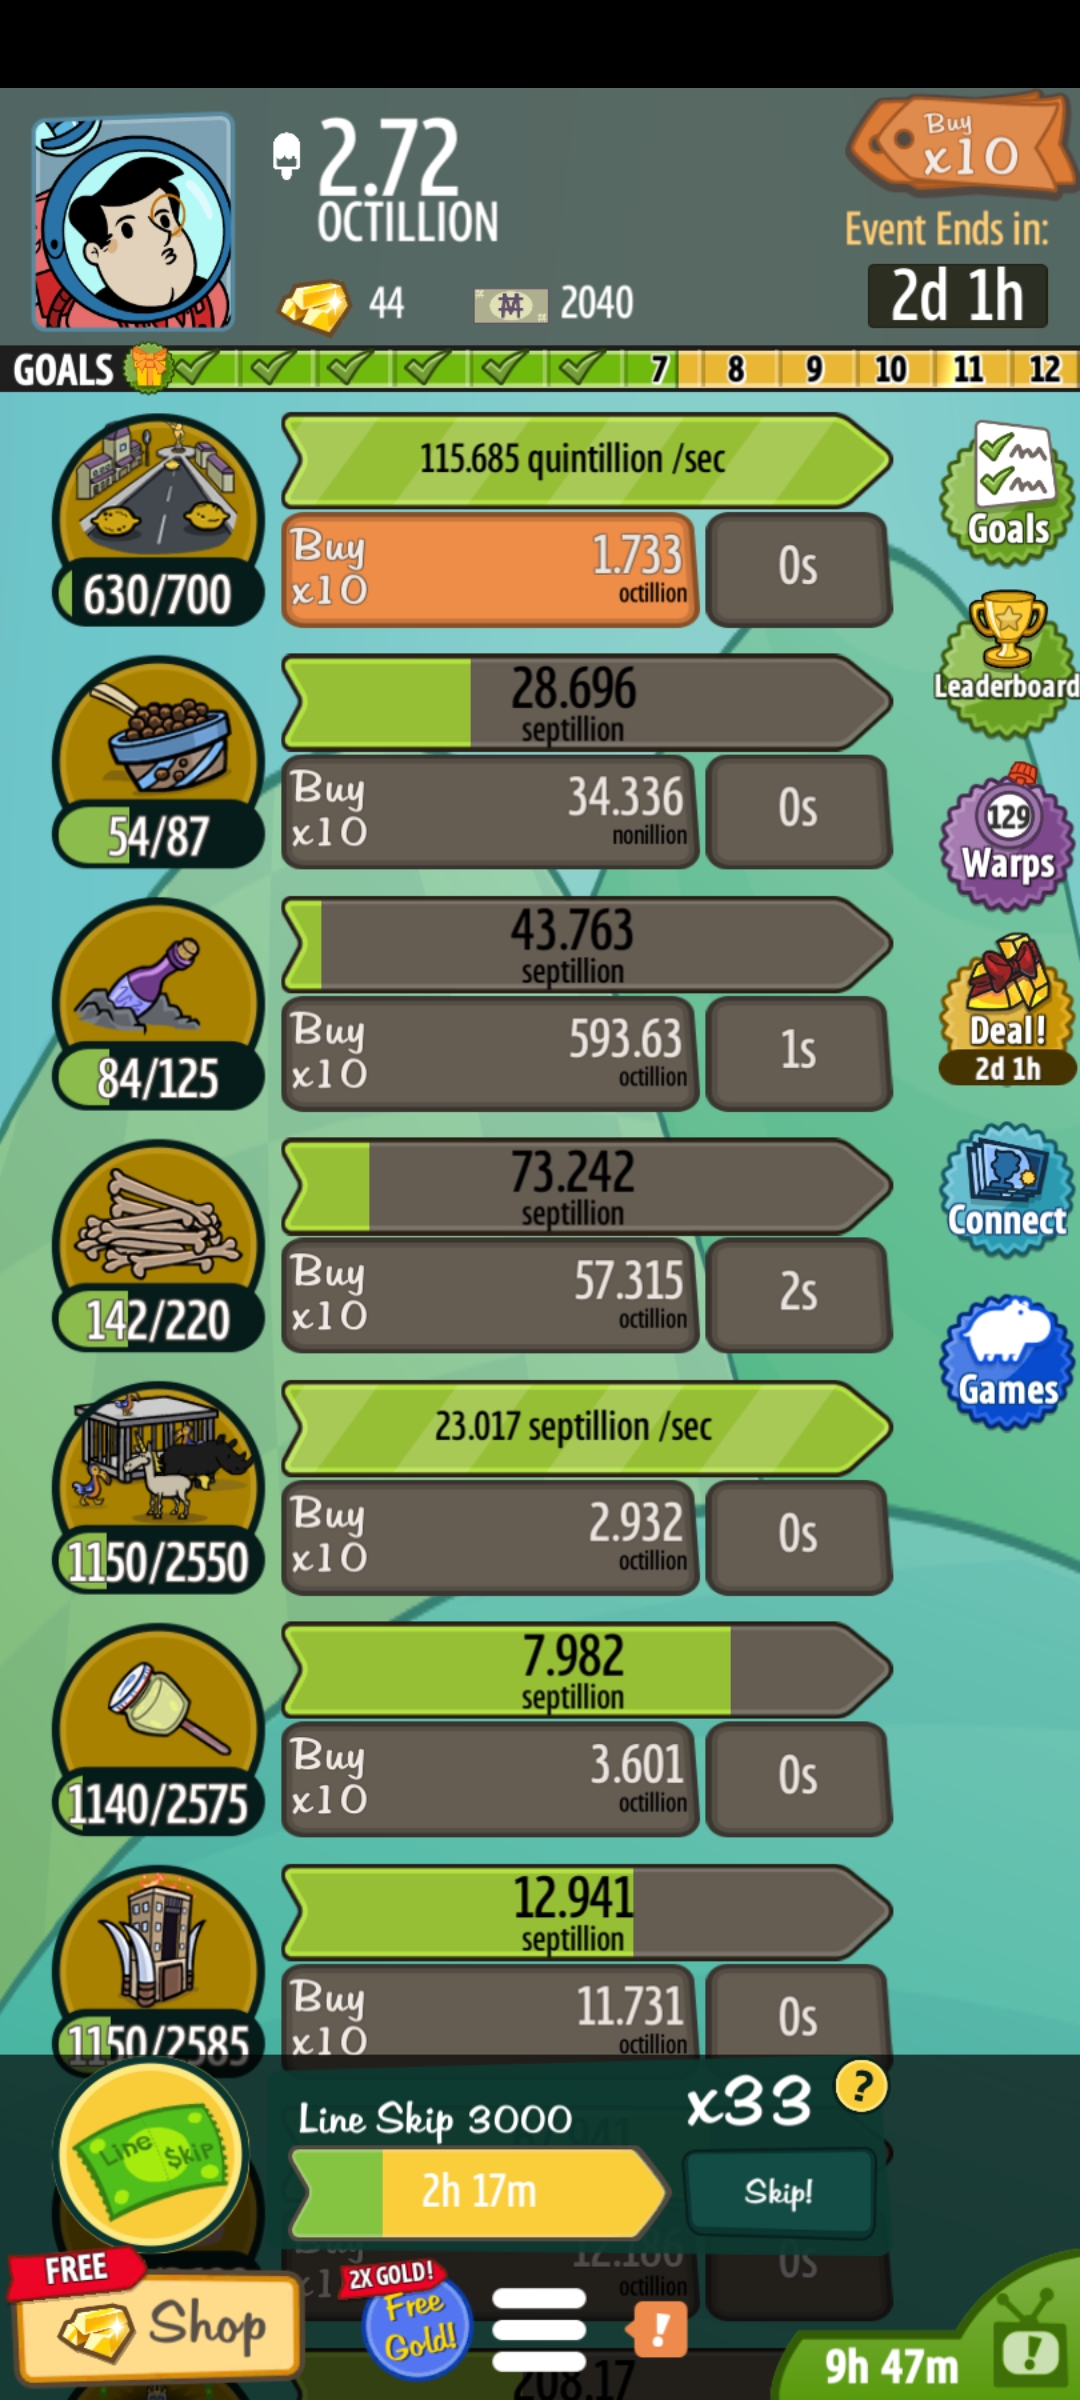 2.72
OCTILLION
Buy
x10
Event Ends in:
2d 1h
44
2040
GOALS
7 8 9 10 11 12
115.685 quintillion /sec
Buy
x10
1.733
octillion
0s
630/700
Goals
Leaderboard
28.696
septillion
Buy
x10
34.336
nonillion
0s
54/87
129
Warps
43.763
septillion
Buy
x10
593.63
octillion
1s
84/125
Deal!
2d 1h
73.242
septillion
Buy
x10
57.315
octillion
2s
142/220
Connect
Games
23.017 septillion /sec
Buy
x10
2.932
octillion
0s
1150/2550
7.982
septillion
Buy
x10
3.601
octillion
0s
1140/2575
12.941
septillion
Buy
x10
11.731
octillion
0s
1150/2585
Line Skip
Line Skip 3000
x33
?
2h 17m
Skip!
12.186
octillion
0s
FREE
Shop
2X GOLD!
Free
Gold!
!
208.17
9h 47m
!